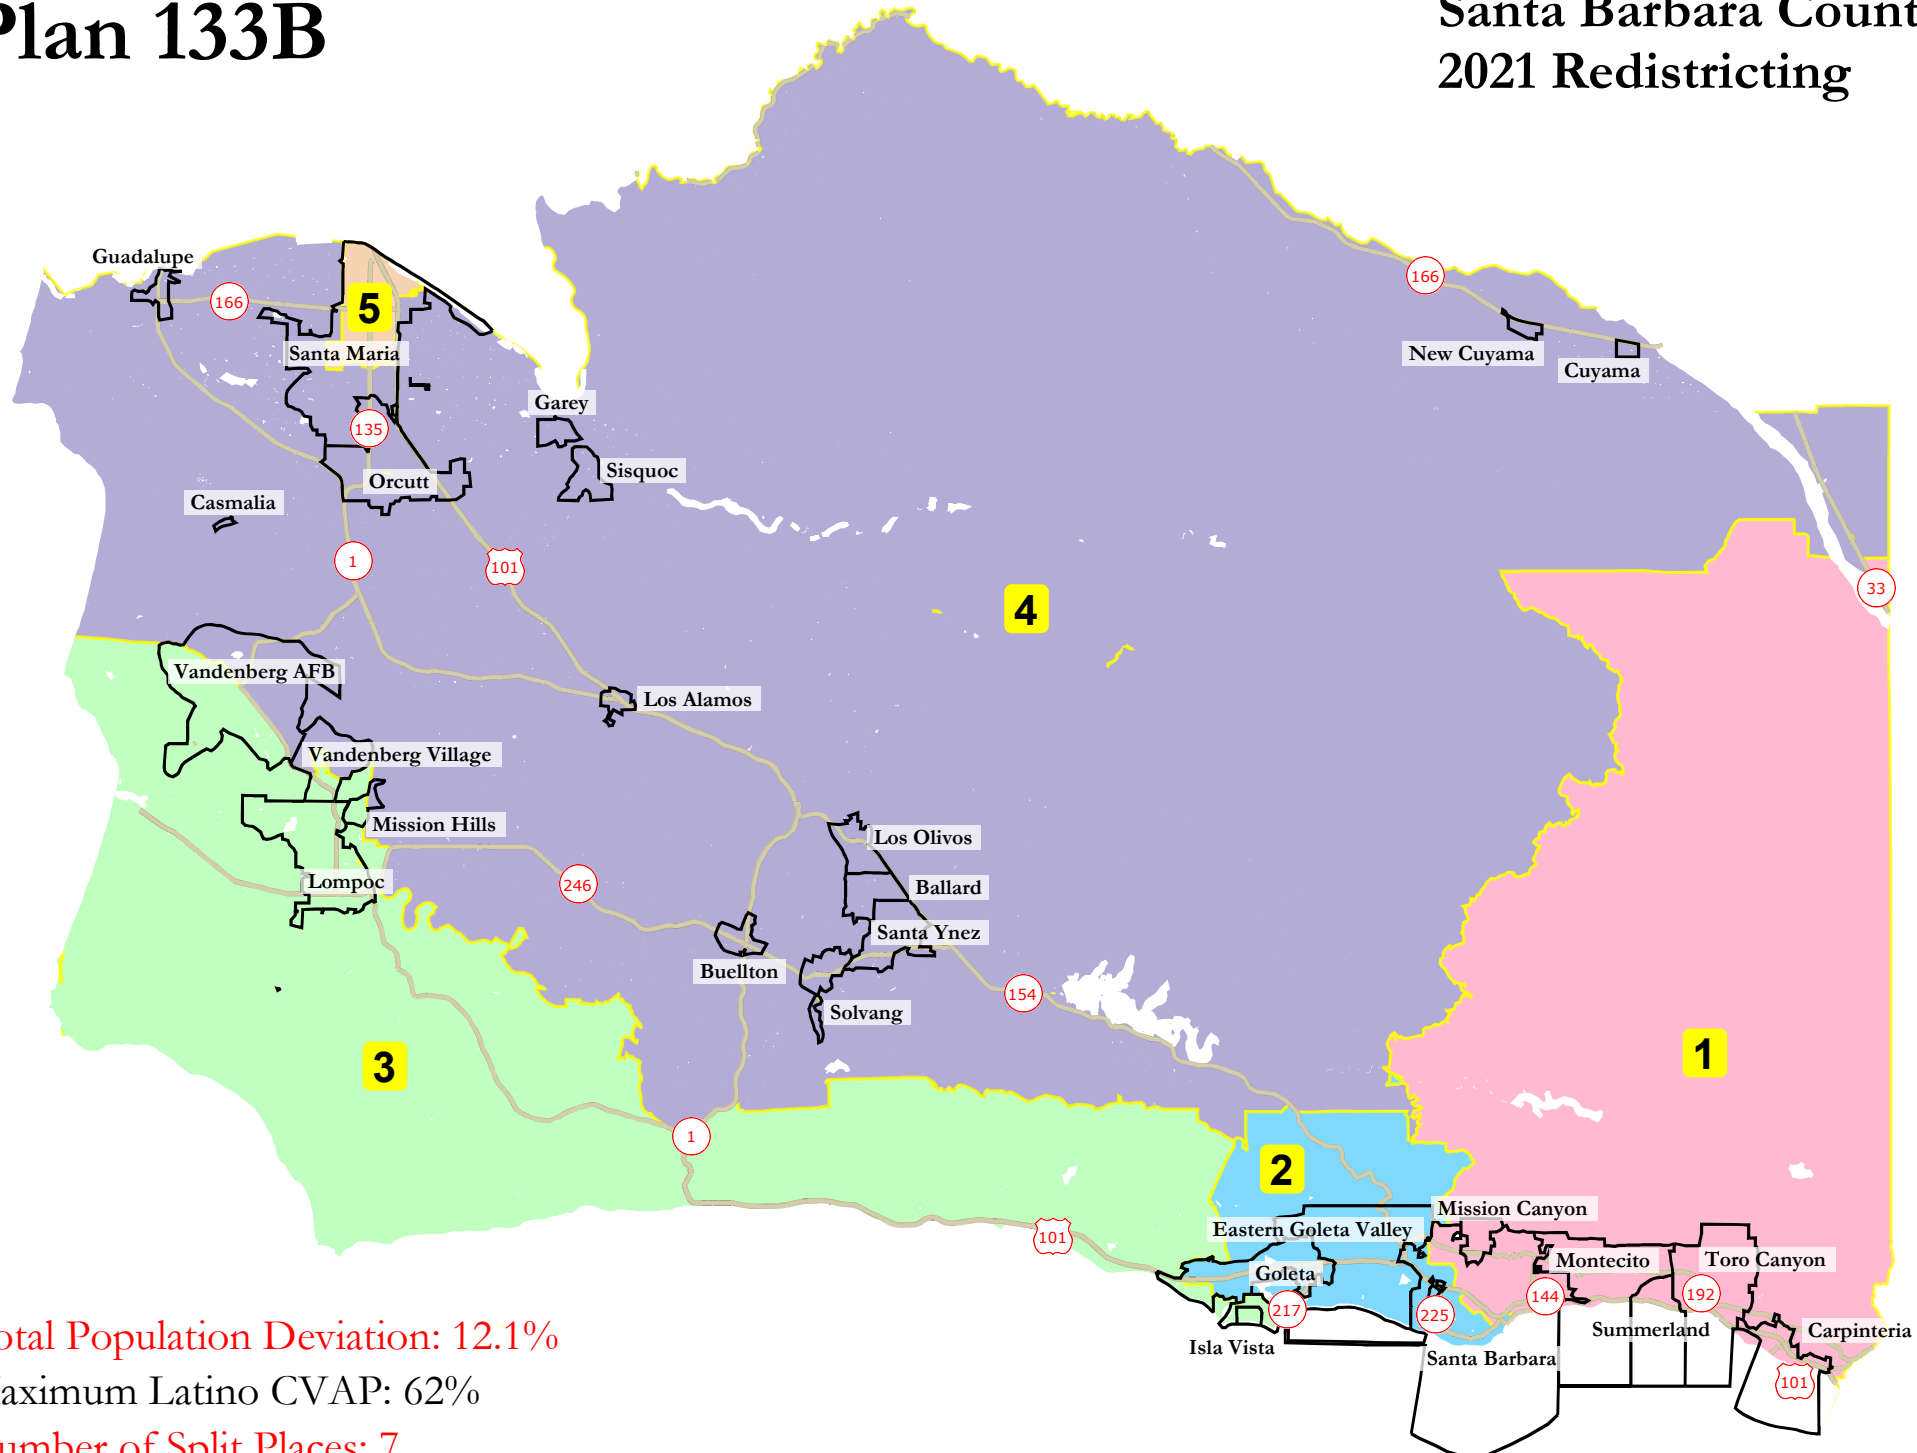 Plan 133B
Santa Barbara Count
2021 Redistricting
Guadalupe
166
5
Santa Maria
166
New Cuyama
Cuyama
Garey
135
Sisquoc
Orcutt
Casmalia
1
101
33
4
Vandenberg AFB
Los Alamos
Vandenberg Village
Mission Hills
Los Olivos
Lompoc
246
Ballard
Santa Ynez
Buellton
154
Solvang
3
1
1
2
Mission Canyon
Eastern Goleta Valley
101
Montecito
Toro Canyon
Goleta
217
225
144
192
Isla Vista
Summerland
Carpinteria
Santa Barbara
101
otal Population Deviation: 12.1%
aximum Latino CVAP: 62%
umber of Split Places: 7